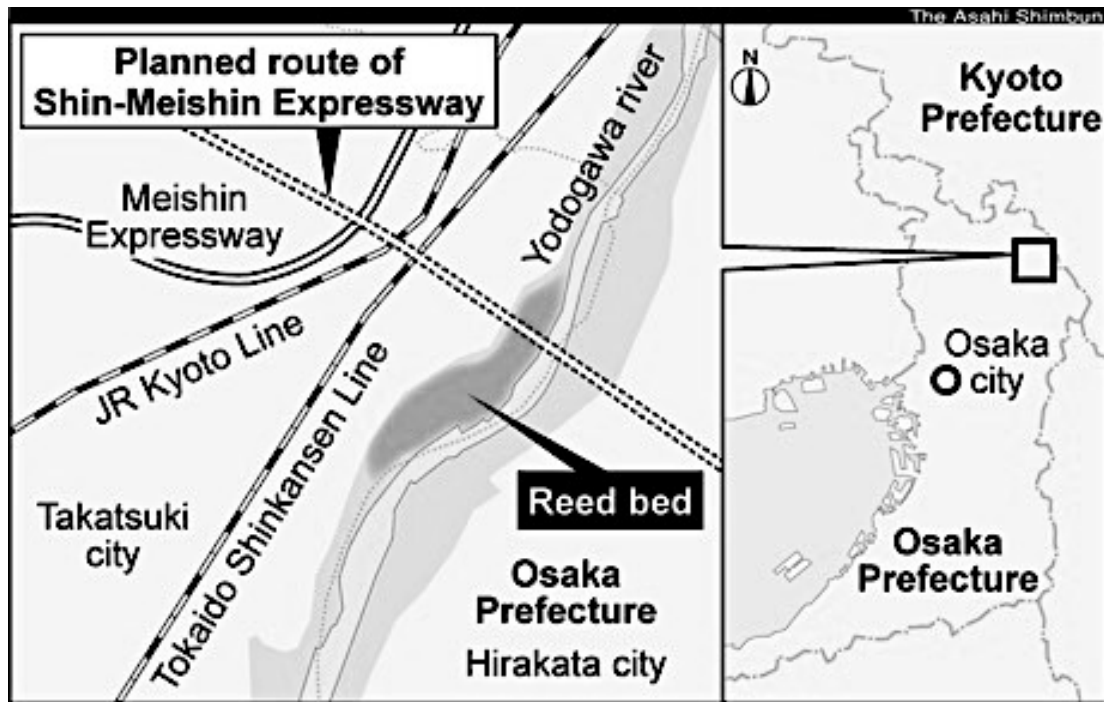 The Asahi Shimbun
Planned route of
Shin-Meishin Expressway
Meishin
Expressway
JR Kyoto Line
Tokaido Shinkansen Line
Yodogawa river
Takatsuki
city
Reed bed
Osaka
Prefecture
Hirakata city
N
Kyoto
Prefecture
Osaka
city
Osaka
Prefecture